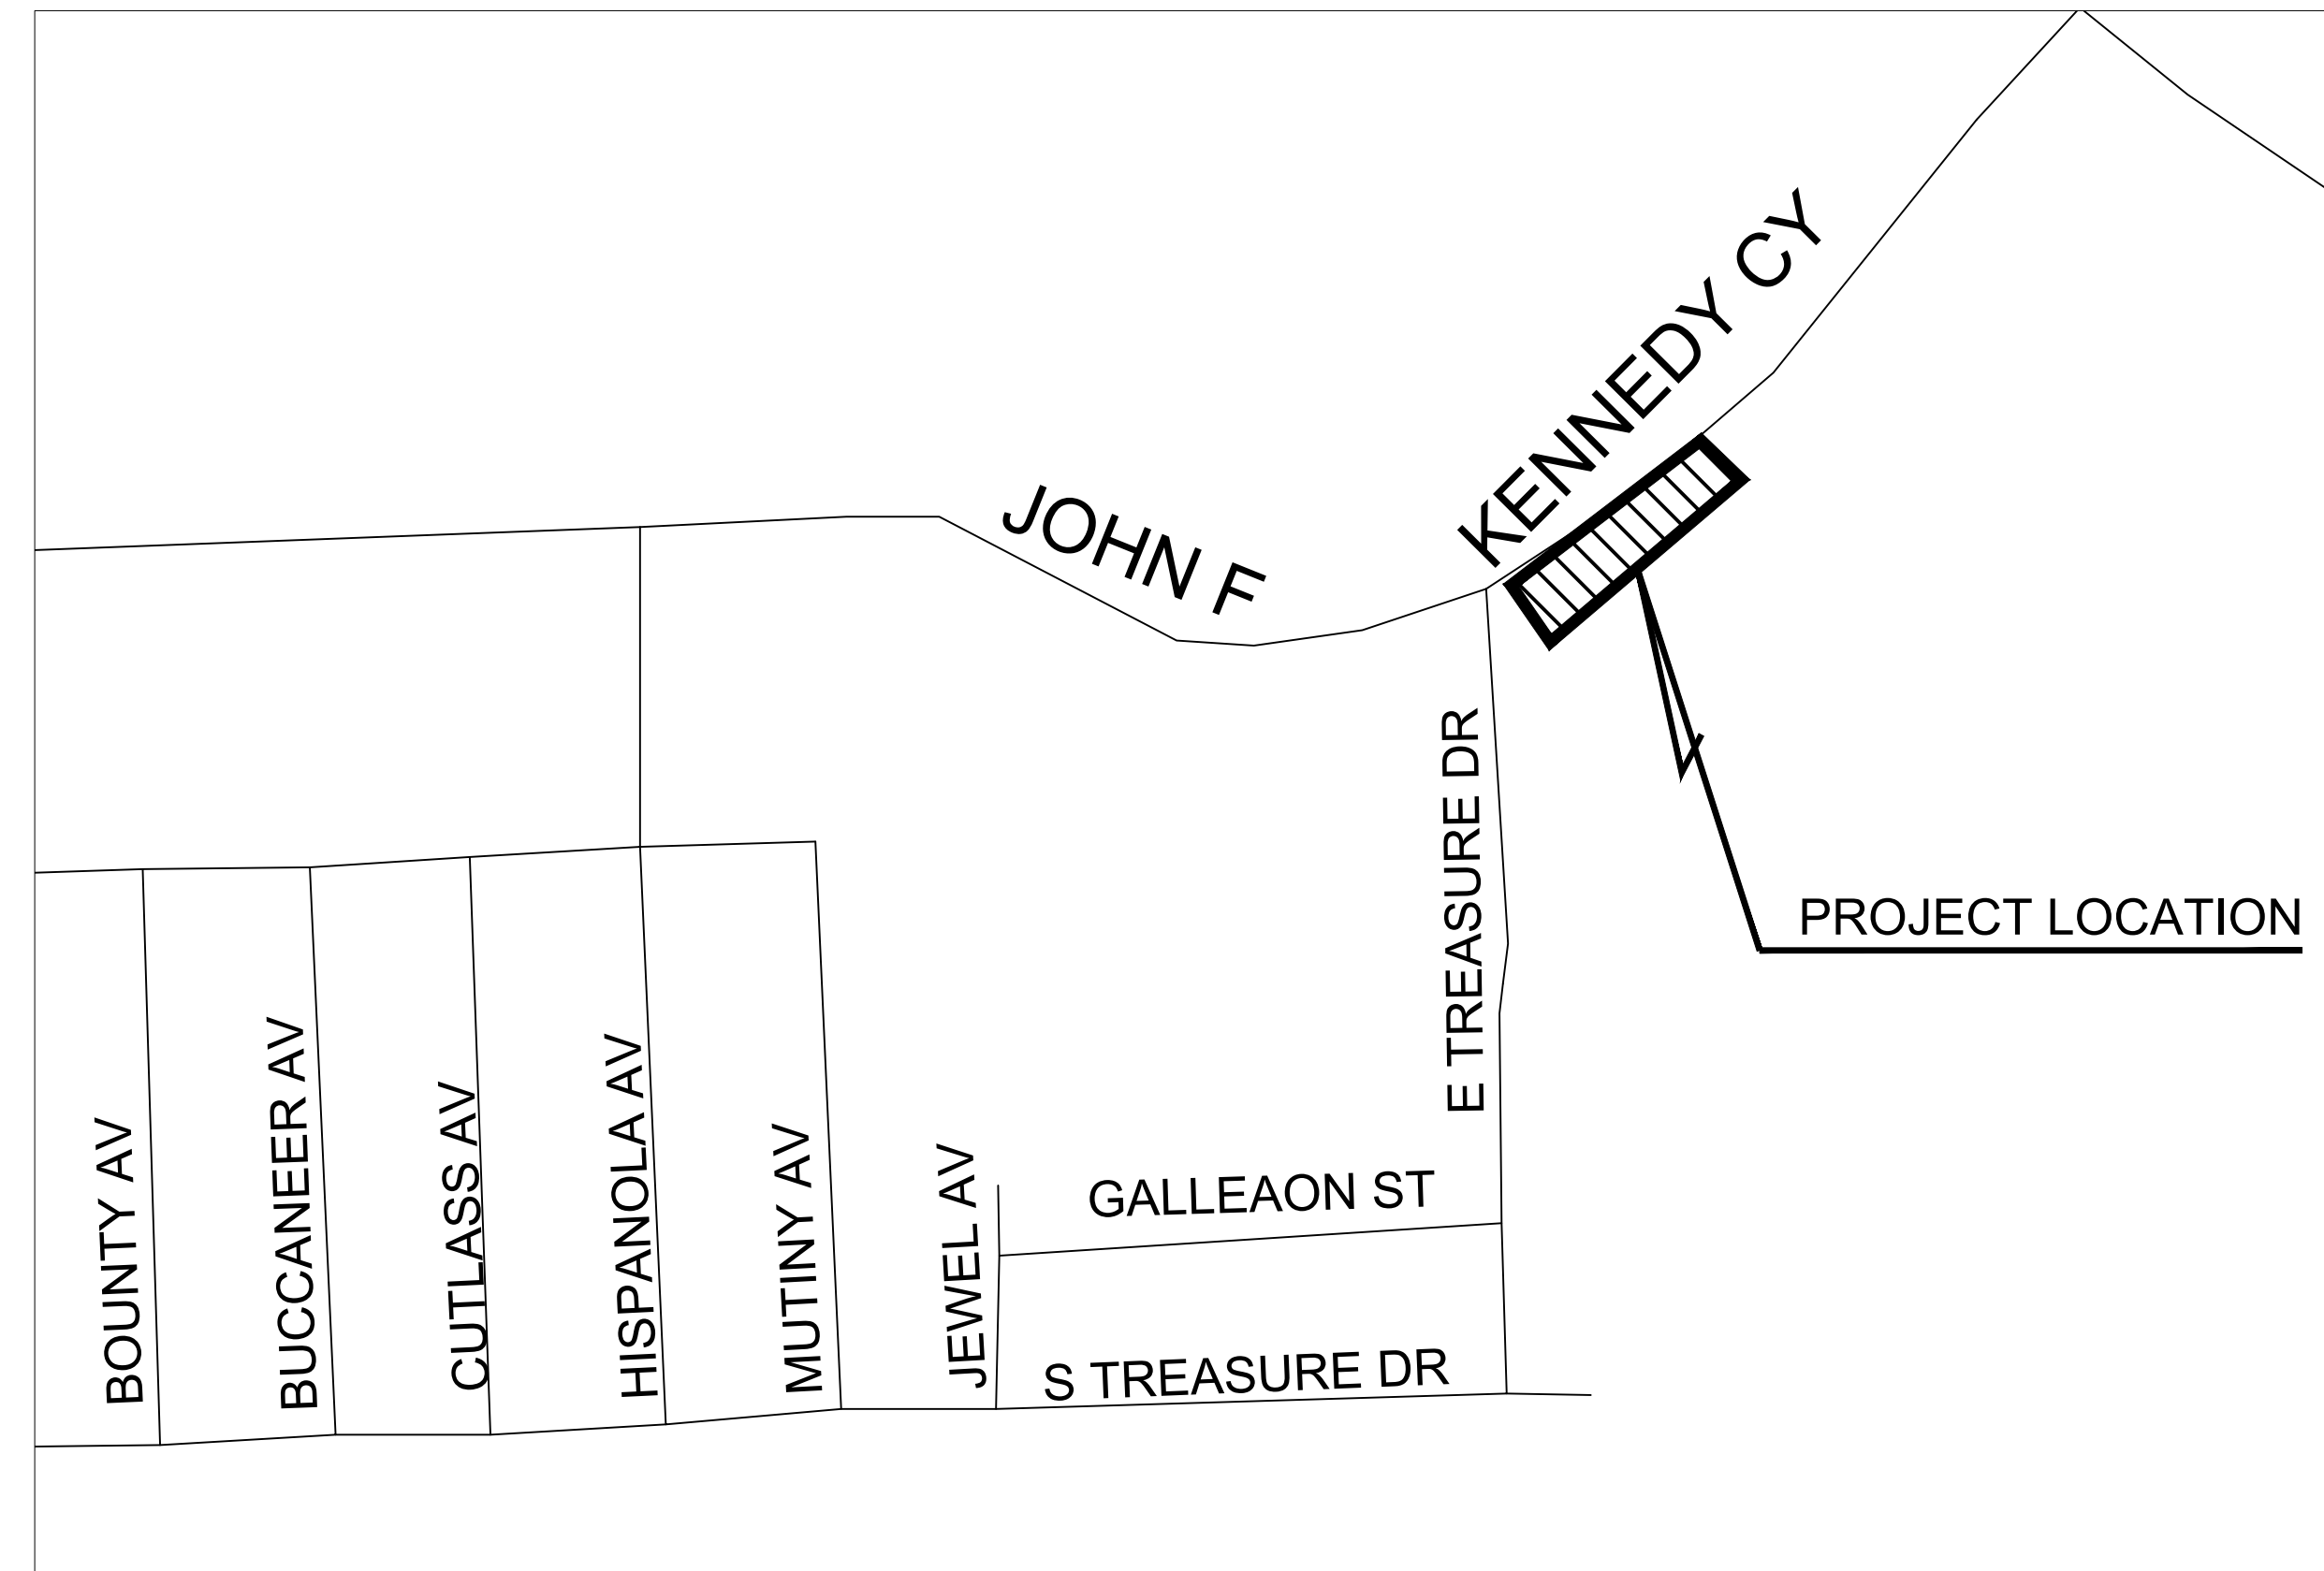 JOHN F
KENNEDY CY
E TREASURE DR
PROJECT LOCATION
BOUNTY AV
BUCCANEER AV
CUTLASS AV
HISPANOLA AV
MUTINY AV
JEWEL AV
GALLEAON ST
S TREASURE DR